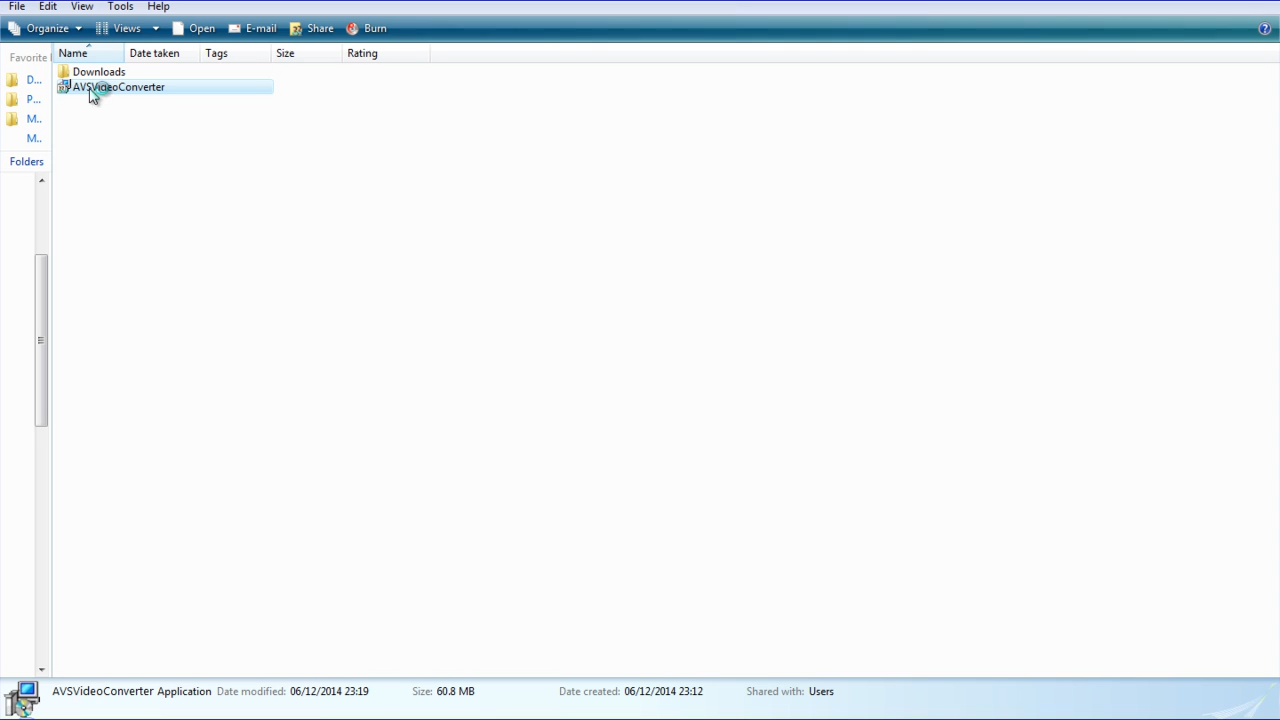 File Edit View Tools Help
Organize Views Open E-mail Share Burn
Favorite Name Date taken Tags Size Rating
Downloads
D... AVSVideoConverter
P...
M..
M..
Folders
AVSVideoConverter Application Date modified: 06/12/2014 23:19 Size: 60.8 MB Date created: 06/12/2014 23:12 Shared with: Users